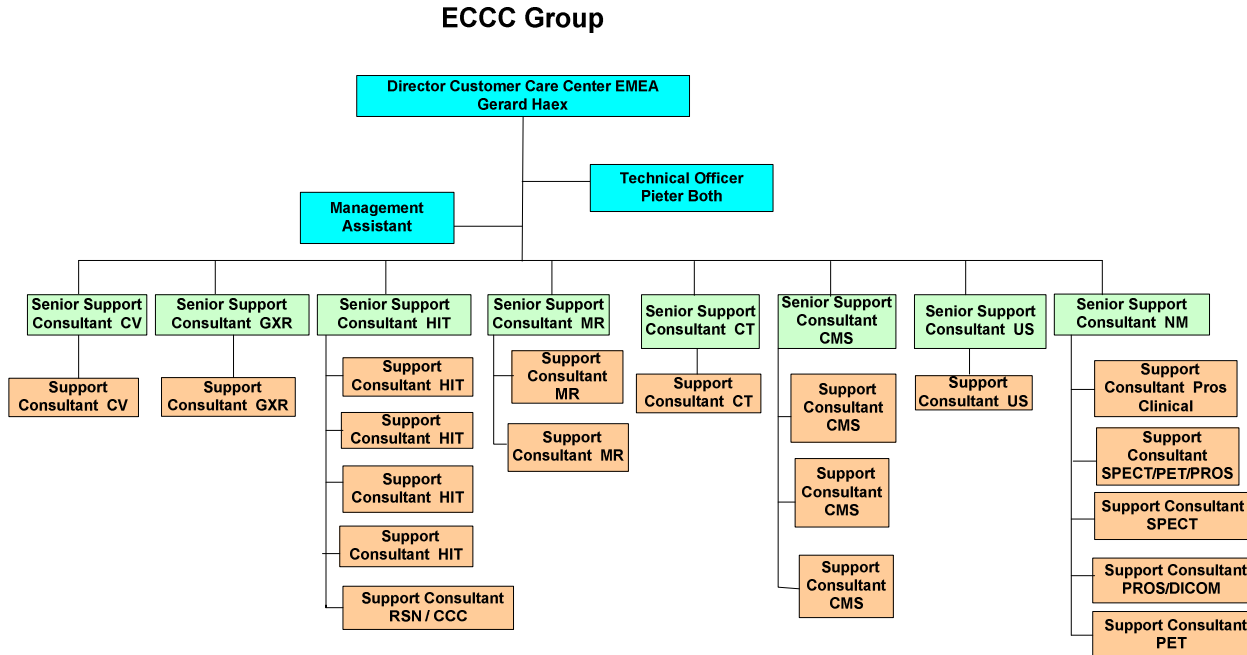 ECCC Group
Director Customer Care Center EMEA
Gerard Haex
Technical Officer
Pieter Both
Management
Assistant
Senior Support
Consultant CV
Senior Support
Consultant GXR
Senior Support
Consultant HIT
Senior Support
Consultant MR
Senior Support
Consultant CT
Senior Support
Consultant
CMS
Senior Support
Consultant US
Senior Support
Consultant NM
Support
Consultant CV
Support
Consultant GXR
Support
Consultant HIT
Support
Consultant HIT
Support
Consultant HIT
Support
Consultant HIT
Support Consultant
RSN / CCC
Support
Consultant
MR
Support
Consultant MR
Support
Consultant CT
Support
Consultant
CMS
Support
Consultant
CMS
Support
Consultant
CMS
Support
Consultant US
Support
Consultant Pros
Clinical
Support
Consultant
SPECT/PET/PROS
Support Consultant
SPECT
Support Consultant
PROS/DICOM
Support Consultant
PET